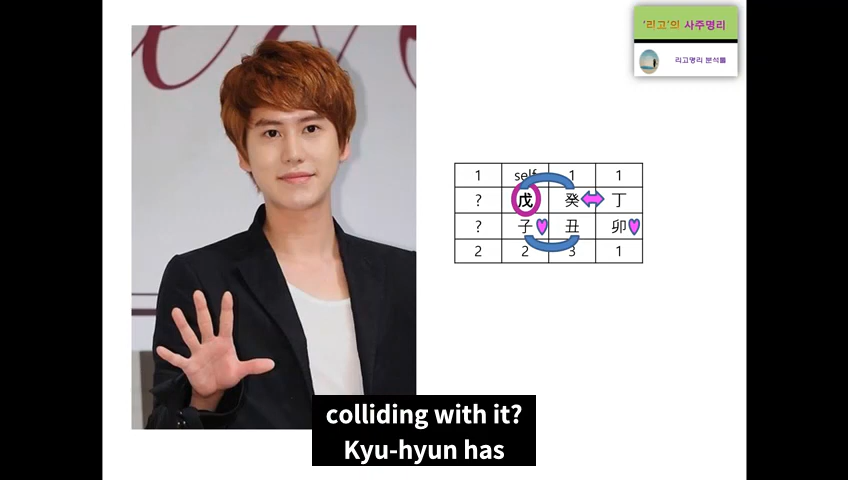 '리고'의 사주명리
리고명리 분석틀
1 self 1 1
? 戊 癸 丁
? 子 丑 卯
2 2 3 1
colliding with it?
Kyu-hyun has